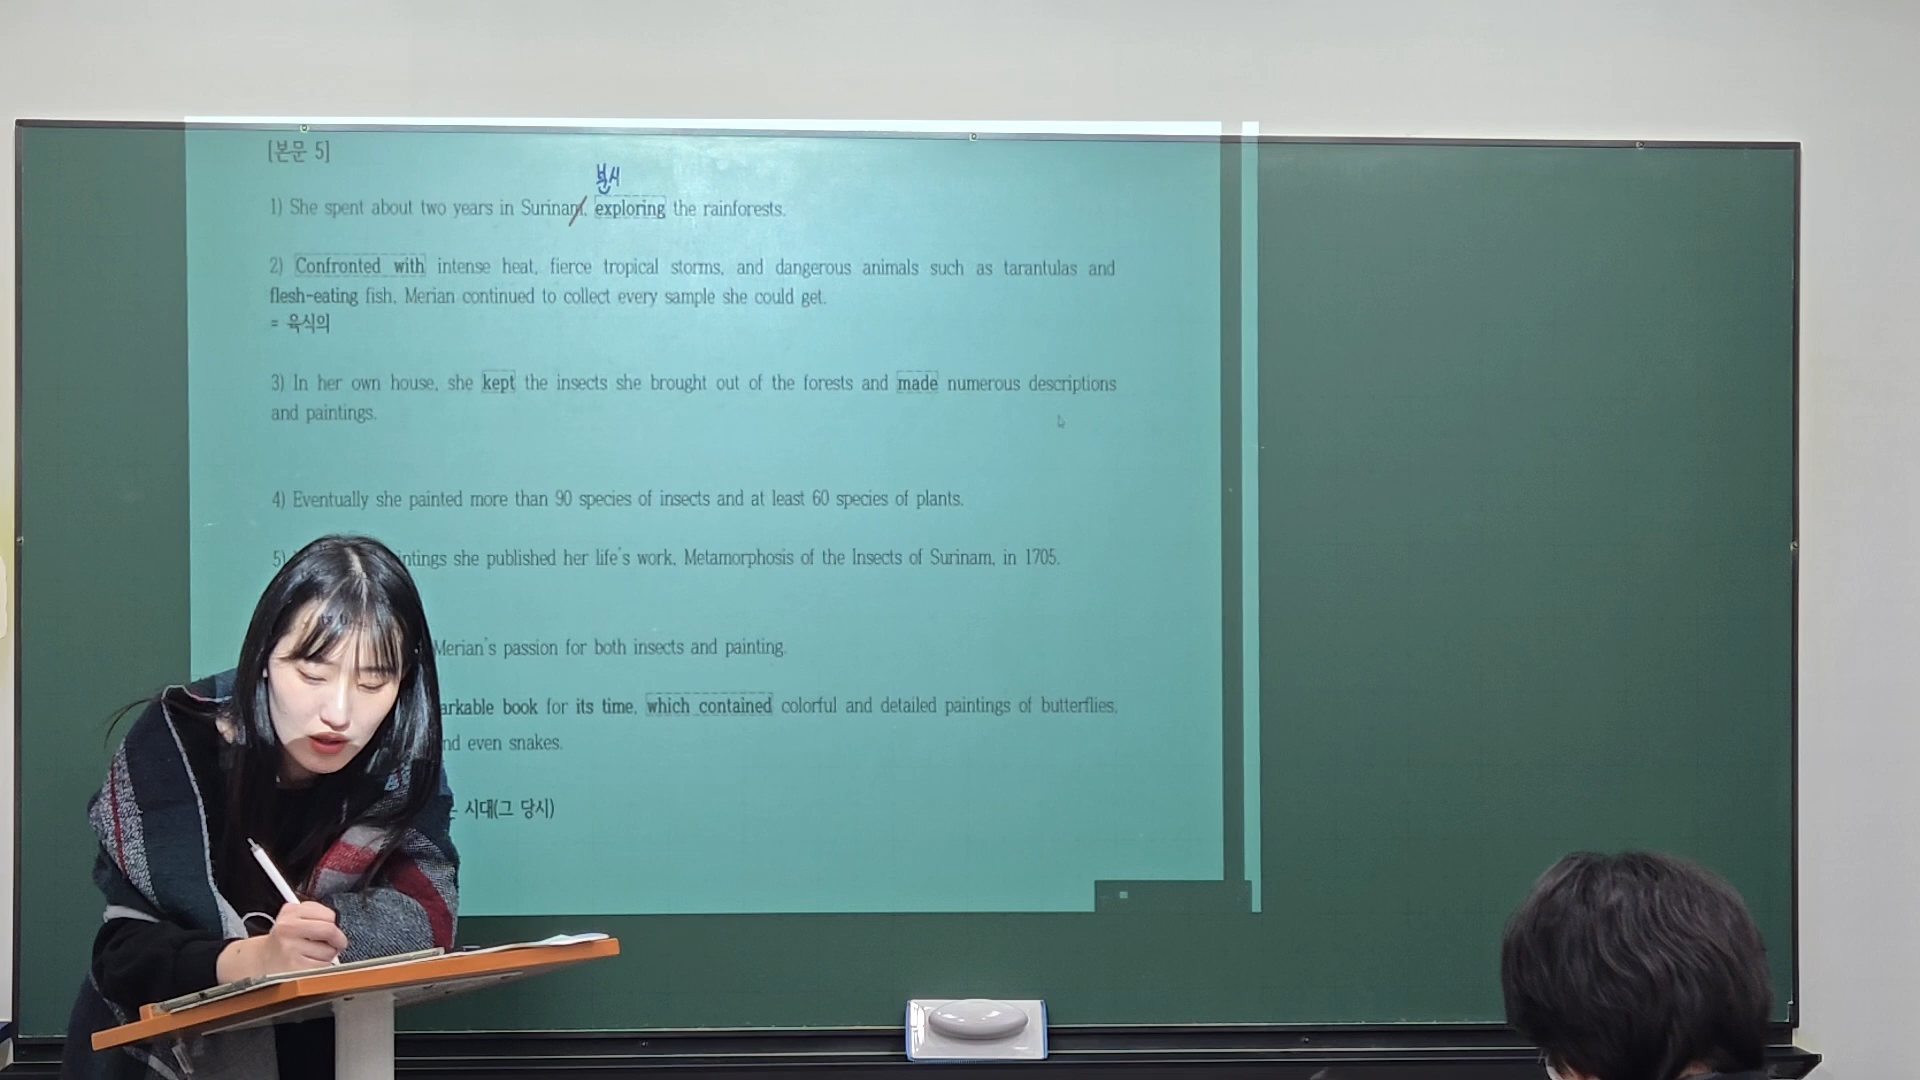 [본문 5]
분사
1) She spent about two years in Surinam, exploring the rainforests.
2) Confronted with intense heat, fierce tropical storms, and dangerous animals such as tarantulas and
flesh-eating fish, Merian continued to collect every sample she could get.
= 육식의
3) In her own house, she kept the insects she brought out of the forests and made numerous descriptions
and paintings.
4) Eventually she painted more than 90 species of insects and at least 60 species of plants.
5) she published her life's work, Metamorphosis of the Insects of Surinam, in 1705.
Merian's passion for both insects and painting.
book for its time, which contained colorful and detailed paintings of butterflies,
even snakes.
시대(그 당시)